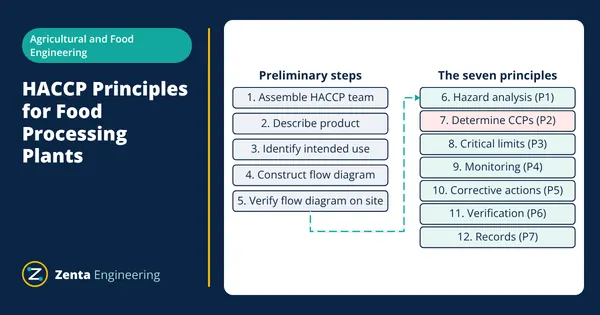 Agricultural and Food
Engineering
HACCP Principles
for Food
Processing
Plants
Zenta Engineering
Preliminary steps
1. Assemble HACCP team
2. Describe product
3. Identify intended use
4. Construct flow diagram
5. Verify flow diagram on site
The seven principles
6. Hazard analysis (P1)
7. Determine CCPs (P2)
8. Critical limits (P3)
9. Monitoring (P4)
10. Corrective actions (P5)
11. Verification (P6)
12. Records (P7)